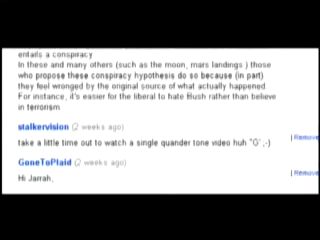 entails a conspiracy
In these and many others (such as the moon, mars landings ) those
who propose these conspiracy hypothesis do so because (in part)
they feel wronged by the original source of what actually happened.
For instance, it's easier for the liberal to hate Bush rather than believe
in terrorism
stalkervision (2 weeks ago)
| Remove
take a little time out to watch a single quander tone video huh "G" ;-)
GoneToPlaid (2 weeks ago)
| Remove
Hi Jarrah,